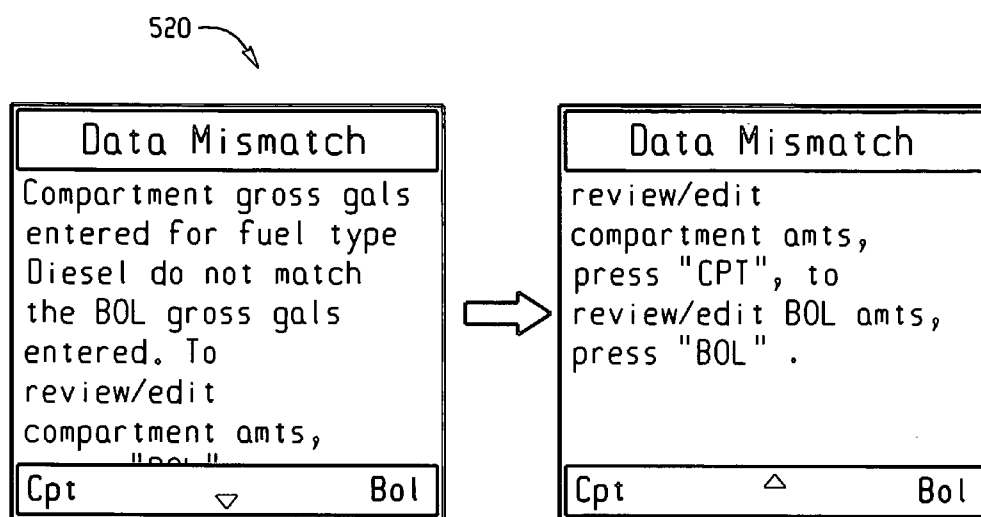 520
Data Mismatch
Compartment gross gals
entered for fuel type
Diesel do not match
the BOL gross gals
entered. To
review/edit
compartment amts,
Cpt Bol
Data Mismatch
review/edit
compartment amts,
press "CPT", to
review/edit BOL amts,
press "BOL" .
Cpt Bol